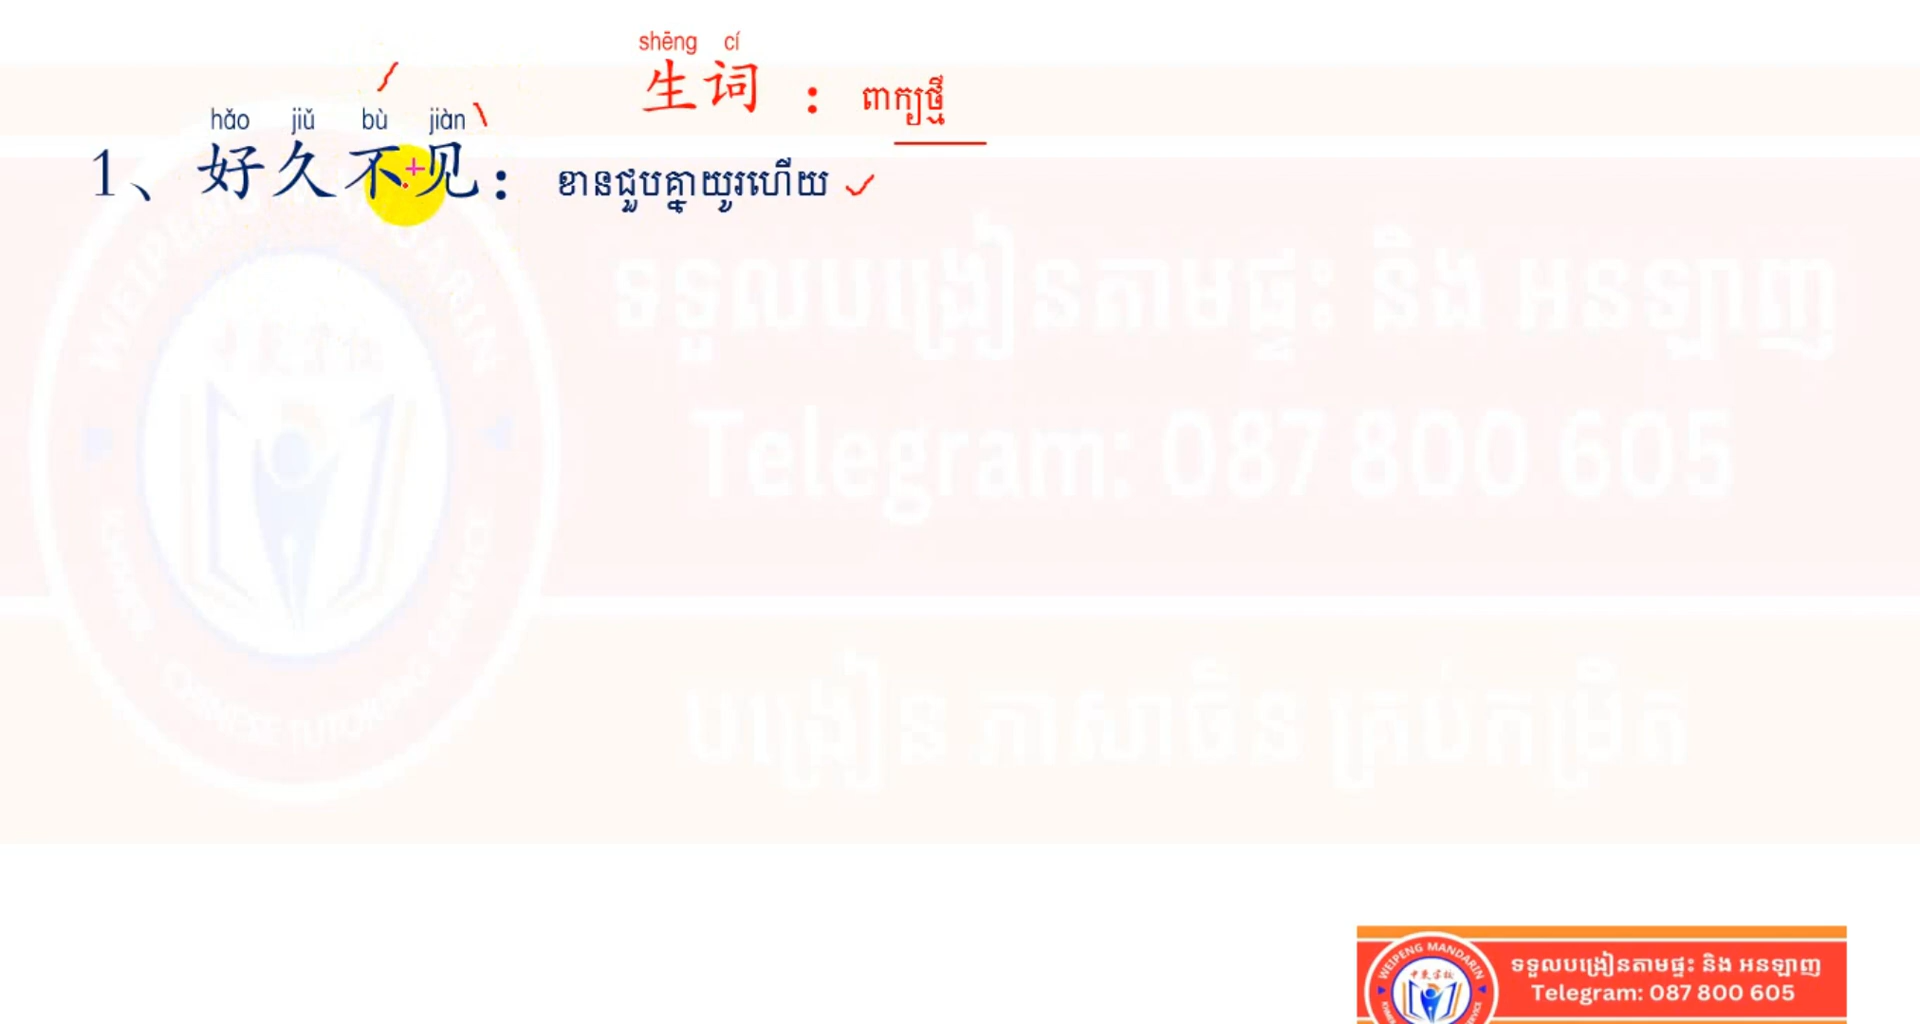 shēng cí
生词 : ពាក្យថ្មី
hǎo jiǔ bù jiàn
1、好久不见: ខានជួបគ្នាយូរហើយ
WEIPENG MANDARIN
ទទួលបង្រៀនតាមផ្ទះ និង អនឡាញ
Telegram: 087 800 605
បង្រៀន ភាសាចិន គ្រប់កម្រិត
WEIPENG MANDARIN
ទទួលបង្រៀនតាមផ្ទះ និង អនឡាញ
Telegram: 087 800 605